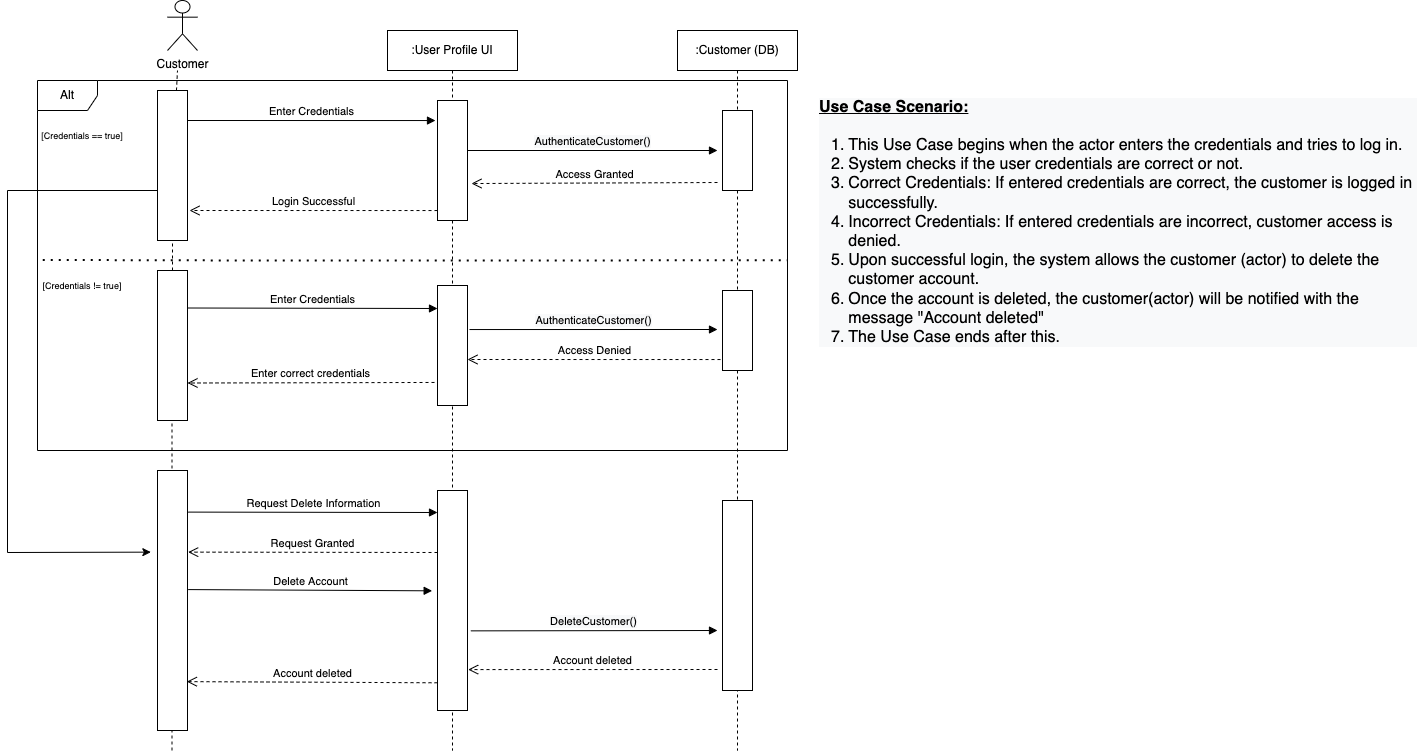 Customer
:User Profile UI
:Customer (DB)
Alt
[Credentials == true]
Enter Credentials
AuthenticateCustomer()
Access Granted
Login Successful
[Credentials != true]
Enter Credentials
AuthenticateCustomer()
Access Denied
Enter correct credentials
Request Delete Information
Request Granted
Delete Account
DeleteCustomer()
Account deleted
Account deleted
Use Case Scenario:
1. This Use Case begins when the actor enters the credentials and tries to log in.
2. System checks if the user credentials are correct or not.
3. Correct Credentials: If entered credentials are correct, the customer is logged in
successfully.
4. Incorrect Credentials: If entered credentials are incorrect, customer access is
denied.
5. Upon successful login, the system allows the customer (actor) to delete the
customer account.
6. Once the account is deleted, the customer(actor) will be notified with the
message "Account deleted"
7. The Use Case ends after this.